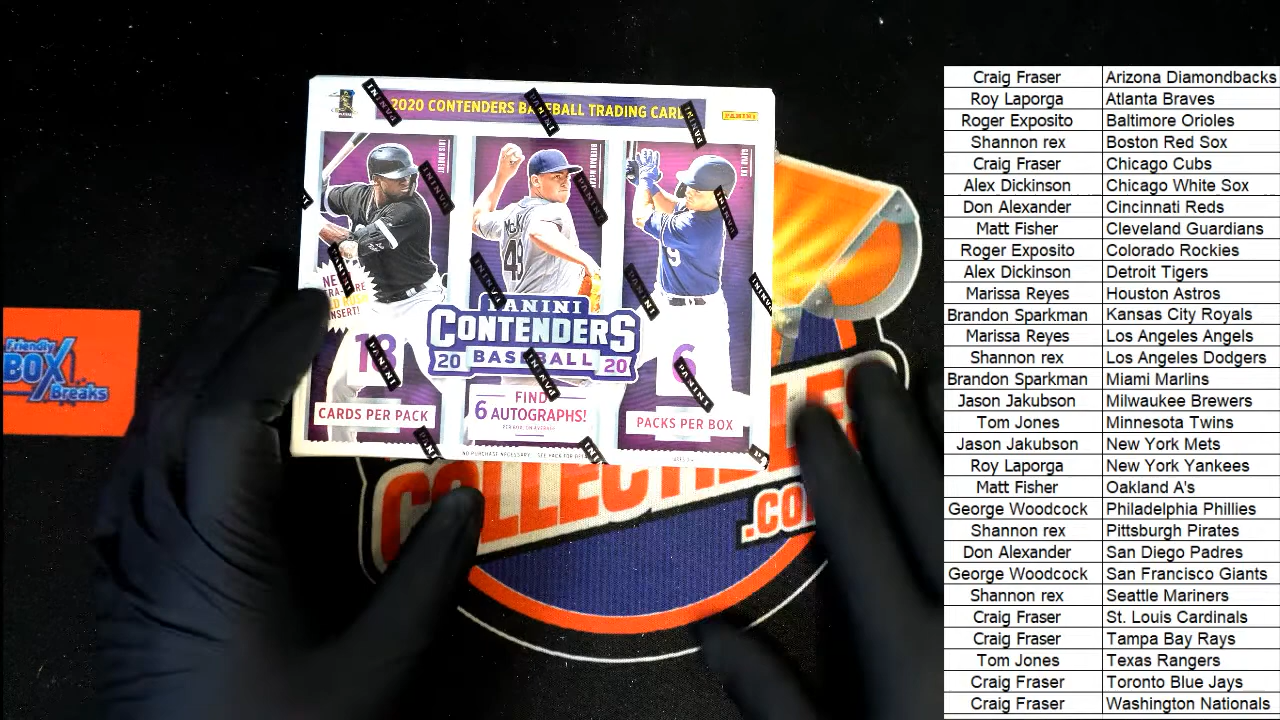 2020 CONTENDERS BASEBALL TRADING CARDS
PANINI
18
CARDS PER PACK
PANINI
CONTENDERS
20 BASEBALL 20
FIND
6 AUTOGRAPHS!
PER BOX, ON AVERAGE
6
PACKS PER BOX
Friendly
BOX
Breaks
.CO
Craig Fraser Arizona Diamondbacks
Roy Laporga Atlanta Braves
Roger Exposito Baltimore Orioles
Shannon rex Boston Red Sox
Craig Fraser Chicago Cubs
Alex Dickinson Chicago White Sox
Don Alexander Cincinnati Reds
Matt Fisher Cleveland Guardians
Roger Exposito Colorado Rockies
Alex Dickinson Detroit Tigers
Marissa Reyes Houston Astros
Brandon Sparkman Kansas City Royals
Marissa Reyes Los Angeles Angels
Shannon rex Los Angeles Dodgers
Brandon Sparkman Miami Marlins
Jason Jakubson Milwaukee Brewers
Tom Jones Minnesota Twins
Jason Jakubson New York Mets
Roy Laporga New York Yankees
Matt Fisher Oakland A's
George Woodcock Philadelphia Phillies
Shannon rex Pittsburgh Pirates
Don Alexander San Diego Padres
George Woodcock San Francisco Giants
Shannon rex Seattle Mariners
Craig Fraser St. Louis Cardinals
Craig Fraser Tampa Bay Rays
Tom Jones Texas Rangers
Craig Fraser Toronto Blue Jays
Craig Fraser Washington Nationals